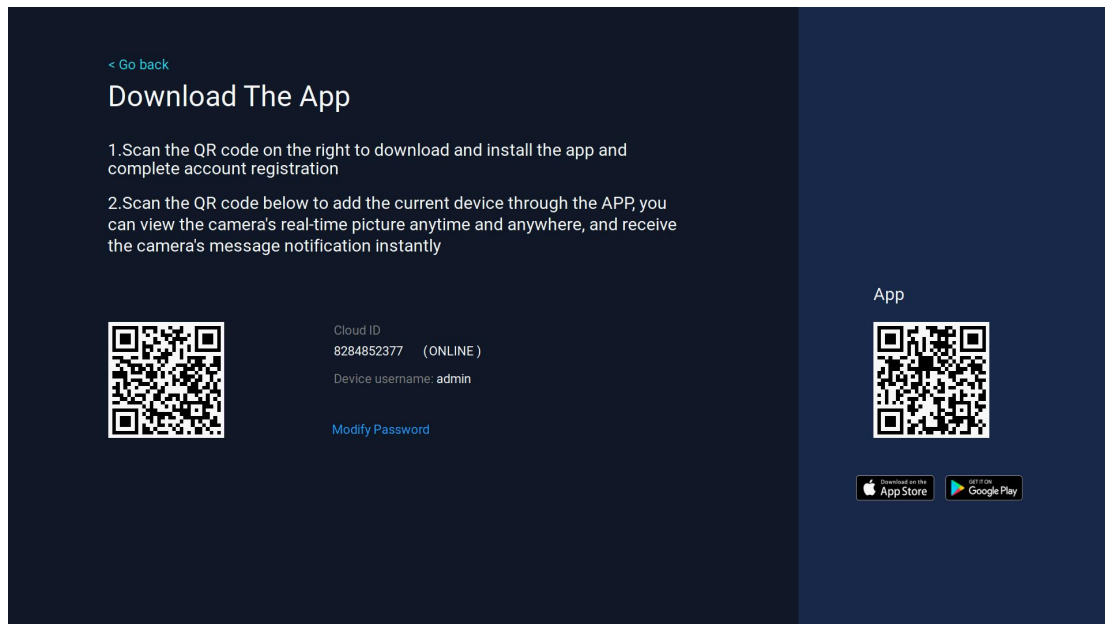 < Go back
Download The App
1.Scan the QR code on the right to download and install the app and
complete account registration
2.Scan the QR code below to add the current device through the APP, you
can view the camera's real-time picture anytime and anywhere, and receive
the camera's message notification instantly
Cloud ID
8284852377 (ONLINE )
Device username: admin
Modify Password
App
Download on the
App Store
GET IT ON
Google Play